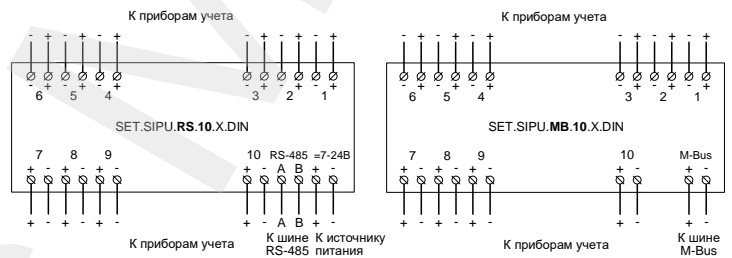 К приборам учета
- + - + - + - + - + - +
- + - + - + - + - + - +
6 5 4 3 2 1
SET.SIPU.RS.10.X.DIN
7 8 9 10 RS-485 =7-24В
+ - + - + - + - A B + -
+ - + - + - + - A B + -
К приборам учета
К шине RS-485
К источнику питания
К приборам учета
- + - + - + - + - + - +
- + - + - + - + - + - +
6 5 4 3 2 1
SET.SIPU.MB.10.X.DIN
7 8 9 10 M-Bus
+ - + - + - + - + -
+ - + - + - + - + -
К приборам учета
К шине
M-Bus